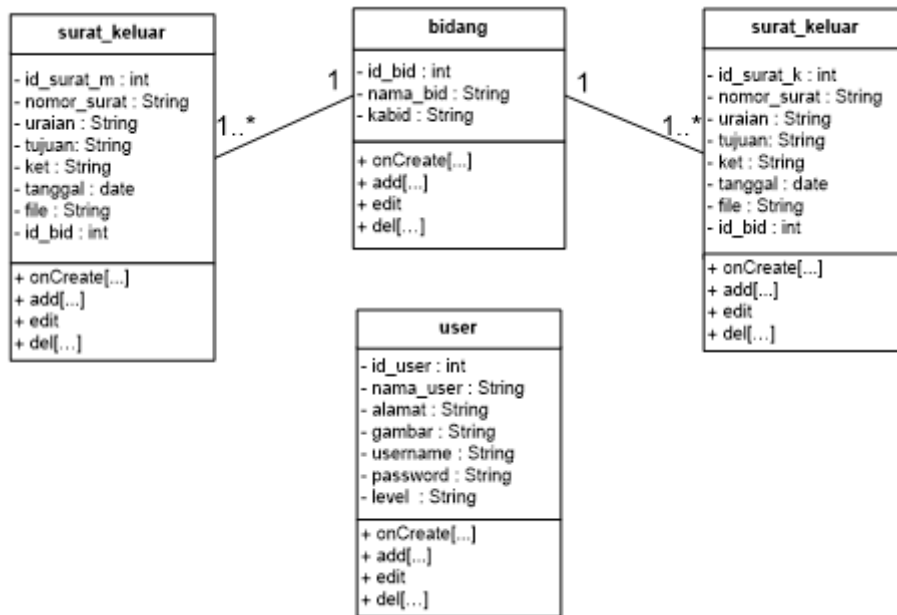 surat_keluar
- id_surat_m : int
- nomor_surat : String
- uraian : String
- tujuan: String
- ket : String
- tanggal : date
- file : String
- id_bid : int
+ onCreate[...]
+ add[...]
+ edit
+ del[...]
1..*
1
bidang
- id_bid : int
- nama_bid : String
- kabid : String
+ onCreate[...]
+ add[...]
+ edit
+ del[...]
1
1..*
surat_keluar
- id_surat_k : int
- nomor_surat : String
- uraian : String
- tujuan: String
- ket : String
- tanggal : date
- file : String
- id_bid : int
+ onCreate[...]
+ add[...]
+ edit
+ del[...]
user
- id_user : int
- nama_user : String
- alamat : String
- gambar : String
- username : String
- password : String
- level : String
+ onCreate[...]
+ add[...]
+ edit
+ del[...]